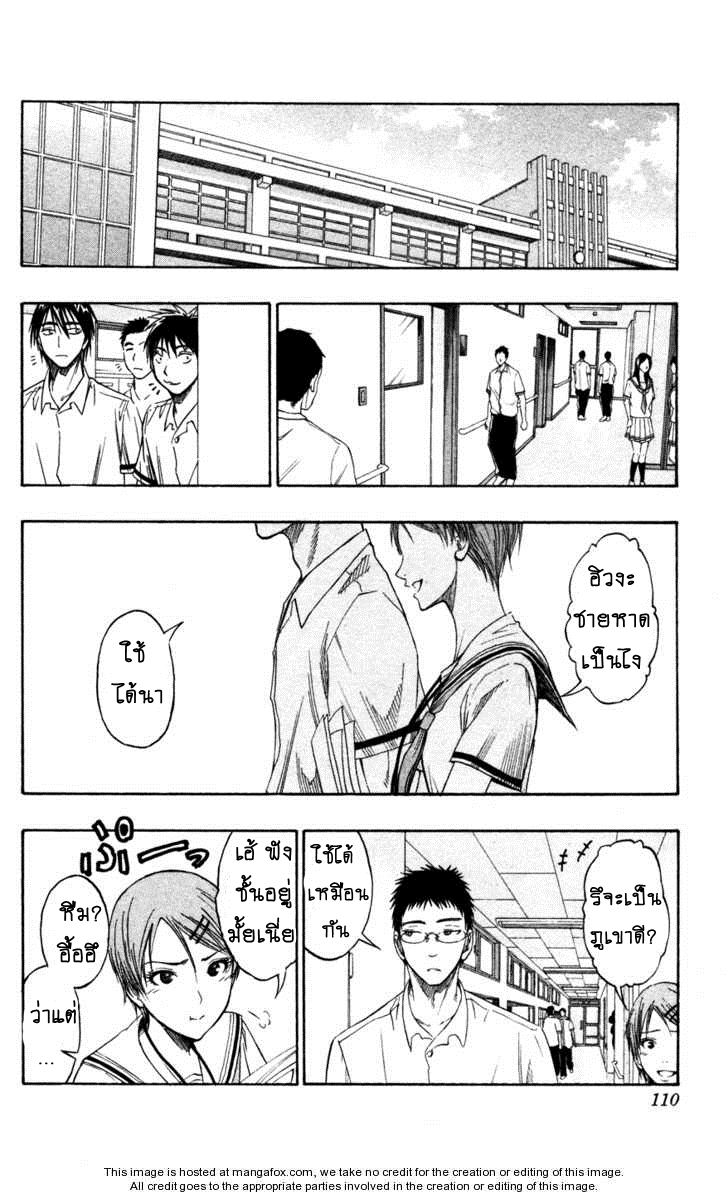 ฮิวงะ
ชายหาด
เป็นไง
ใช้
ได้นา
รึจะเป็น
ภูเขาดี?
ใช้ได้
เหมือน
กัน
เฮ้ ฟัง
ชั้นอยู่
มั้ยเนี่ย
หืม?
อื้ออือ
ว่าแต่
...
110
This image is hosted at mangafox.com, we take no credit for the creation or editing of this image.
All credit goes to the appropriate parties involved in the creation or editing of this image.